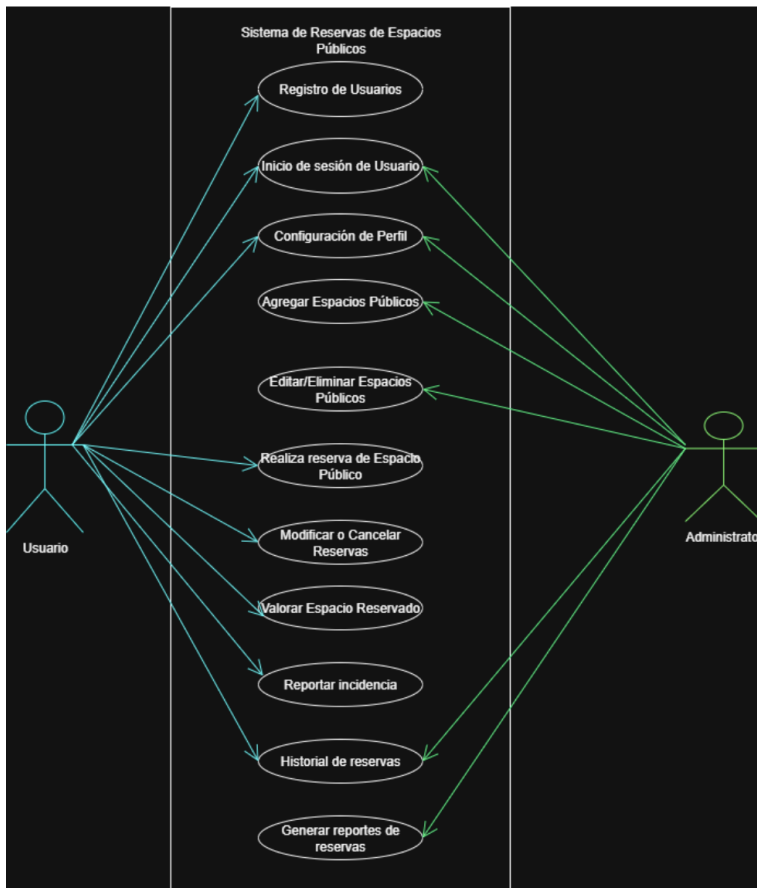 Sistema de Reservas de Espacios
Públicos
Registro de Usuarios
Inicio de sesión de Usuario
Configuración de Perfil
Agregar Espacios Públicos
Editar/Eliminar Espacios
Públicos
Realiza reserva de Espacio
Público
Modificar o Cancelar
Reservas
Usuario
Administrato
Valorar Espacio Reservado
Reportar incidencia
Historial de reservas
Generar reportes de
reservas